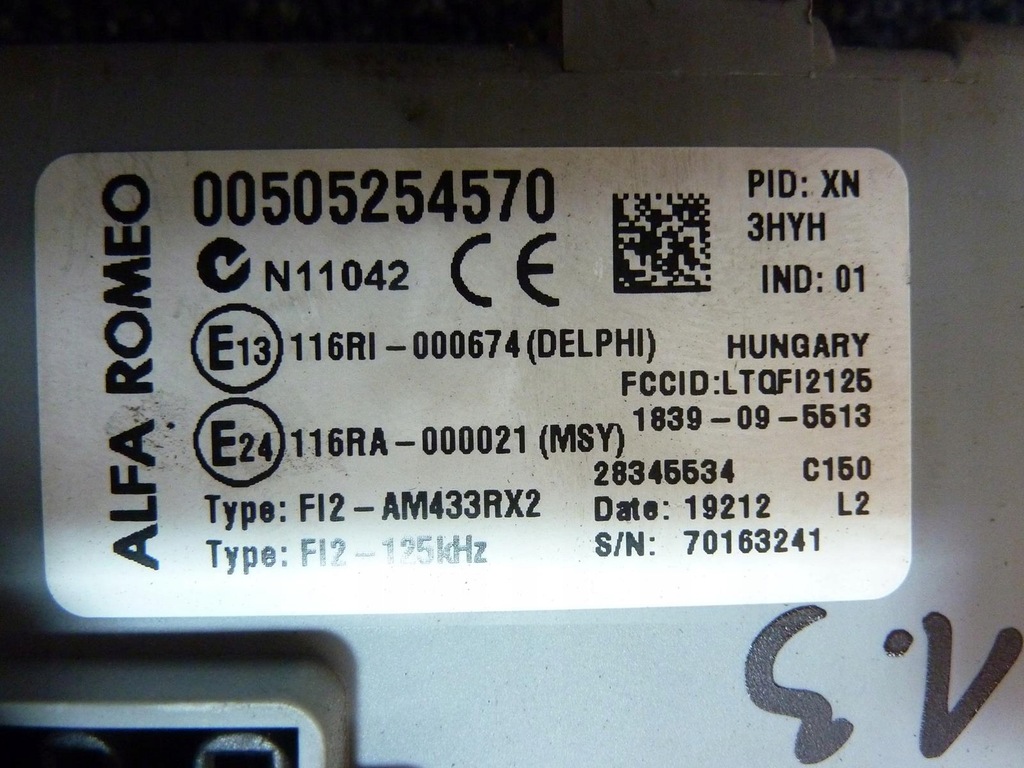 ALFA ROMEO
00505254570
N11042 CE
E13 116RI-000674 (DELPHI)
E24 116RA-000021 (MSY)
Type: FI2-AM433RX2
Type: FI2-125kHz
PID: XN
3HYH
IND: 01
HUNGARY
FCCID:LTQFI2125
1839-09-5513
28345534 C150
Date: 19212 L2
S/N: 70163241